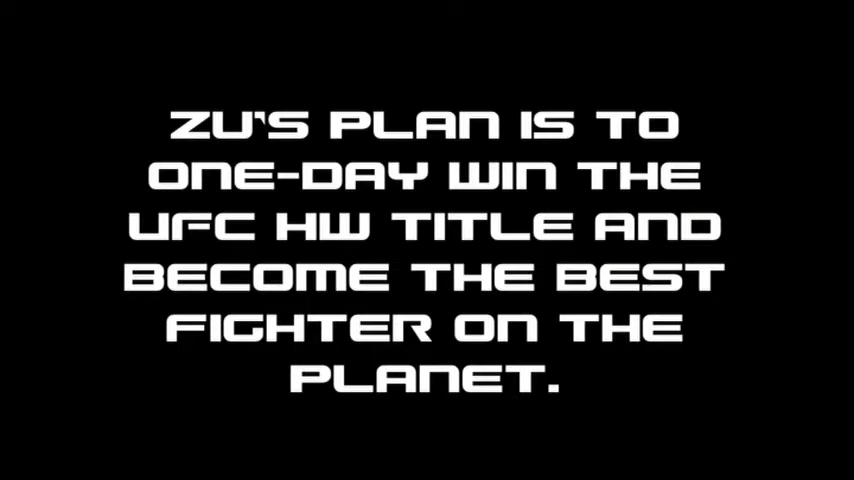 ZU'S PLAN IS TO
ONE-DAY WIN THE
UFC HW TITLE AND
BECOME THE BEST
FIGHTER ON THE
PLANET.